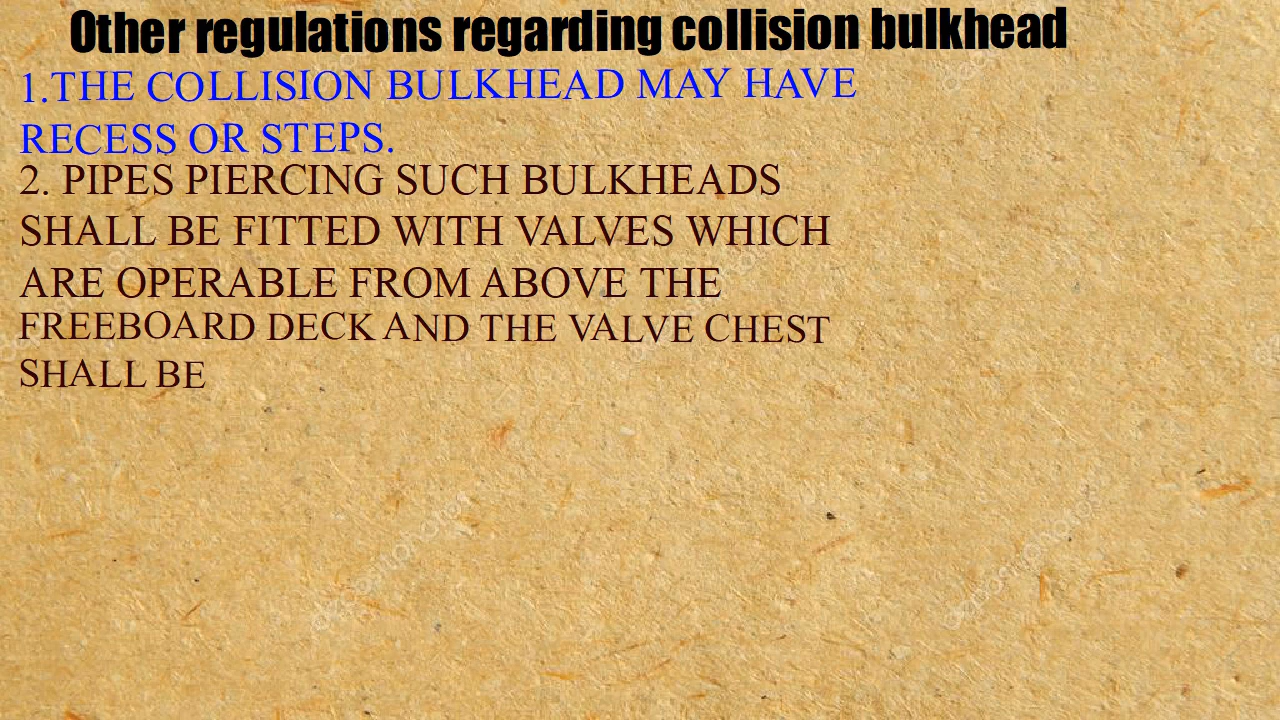 Other regulations regarding collision bulkhead
1.THE COLLISION BULKHEAD MAY HAVE
RECESS OR STEPS.
2. PIPES PIERCING SUCH BULKHEADS
SHALL BE FITTED WITH VALVES WHICH
ARE OPERABLE FROM ABOVE THE
FREEBOARD DECK AND THE VALVE CHEST
SHALL BE